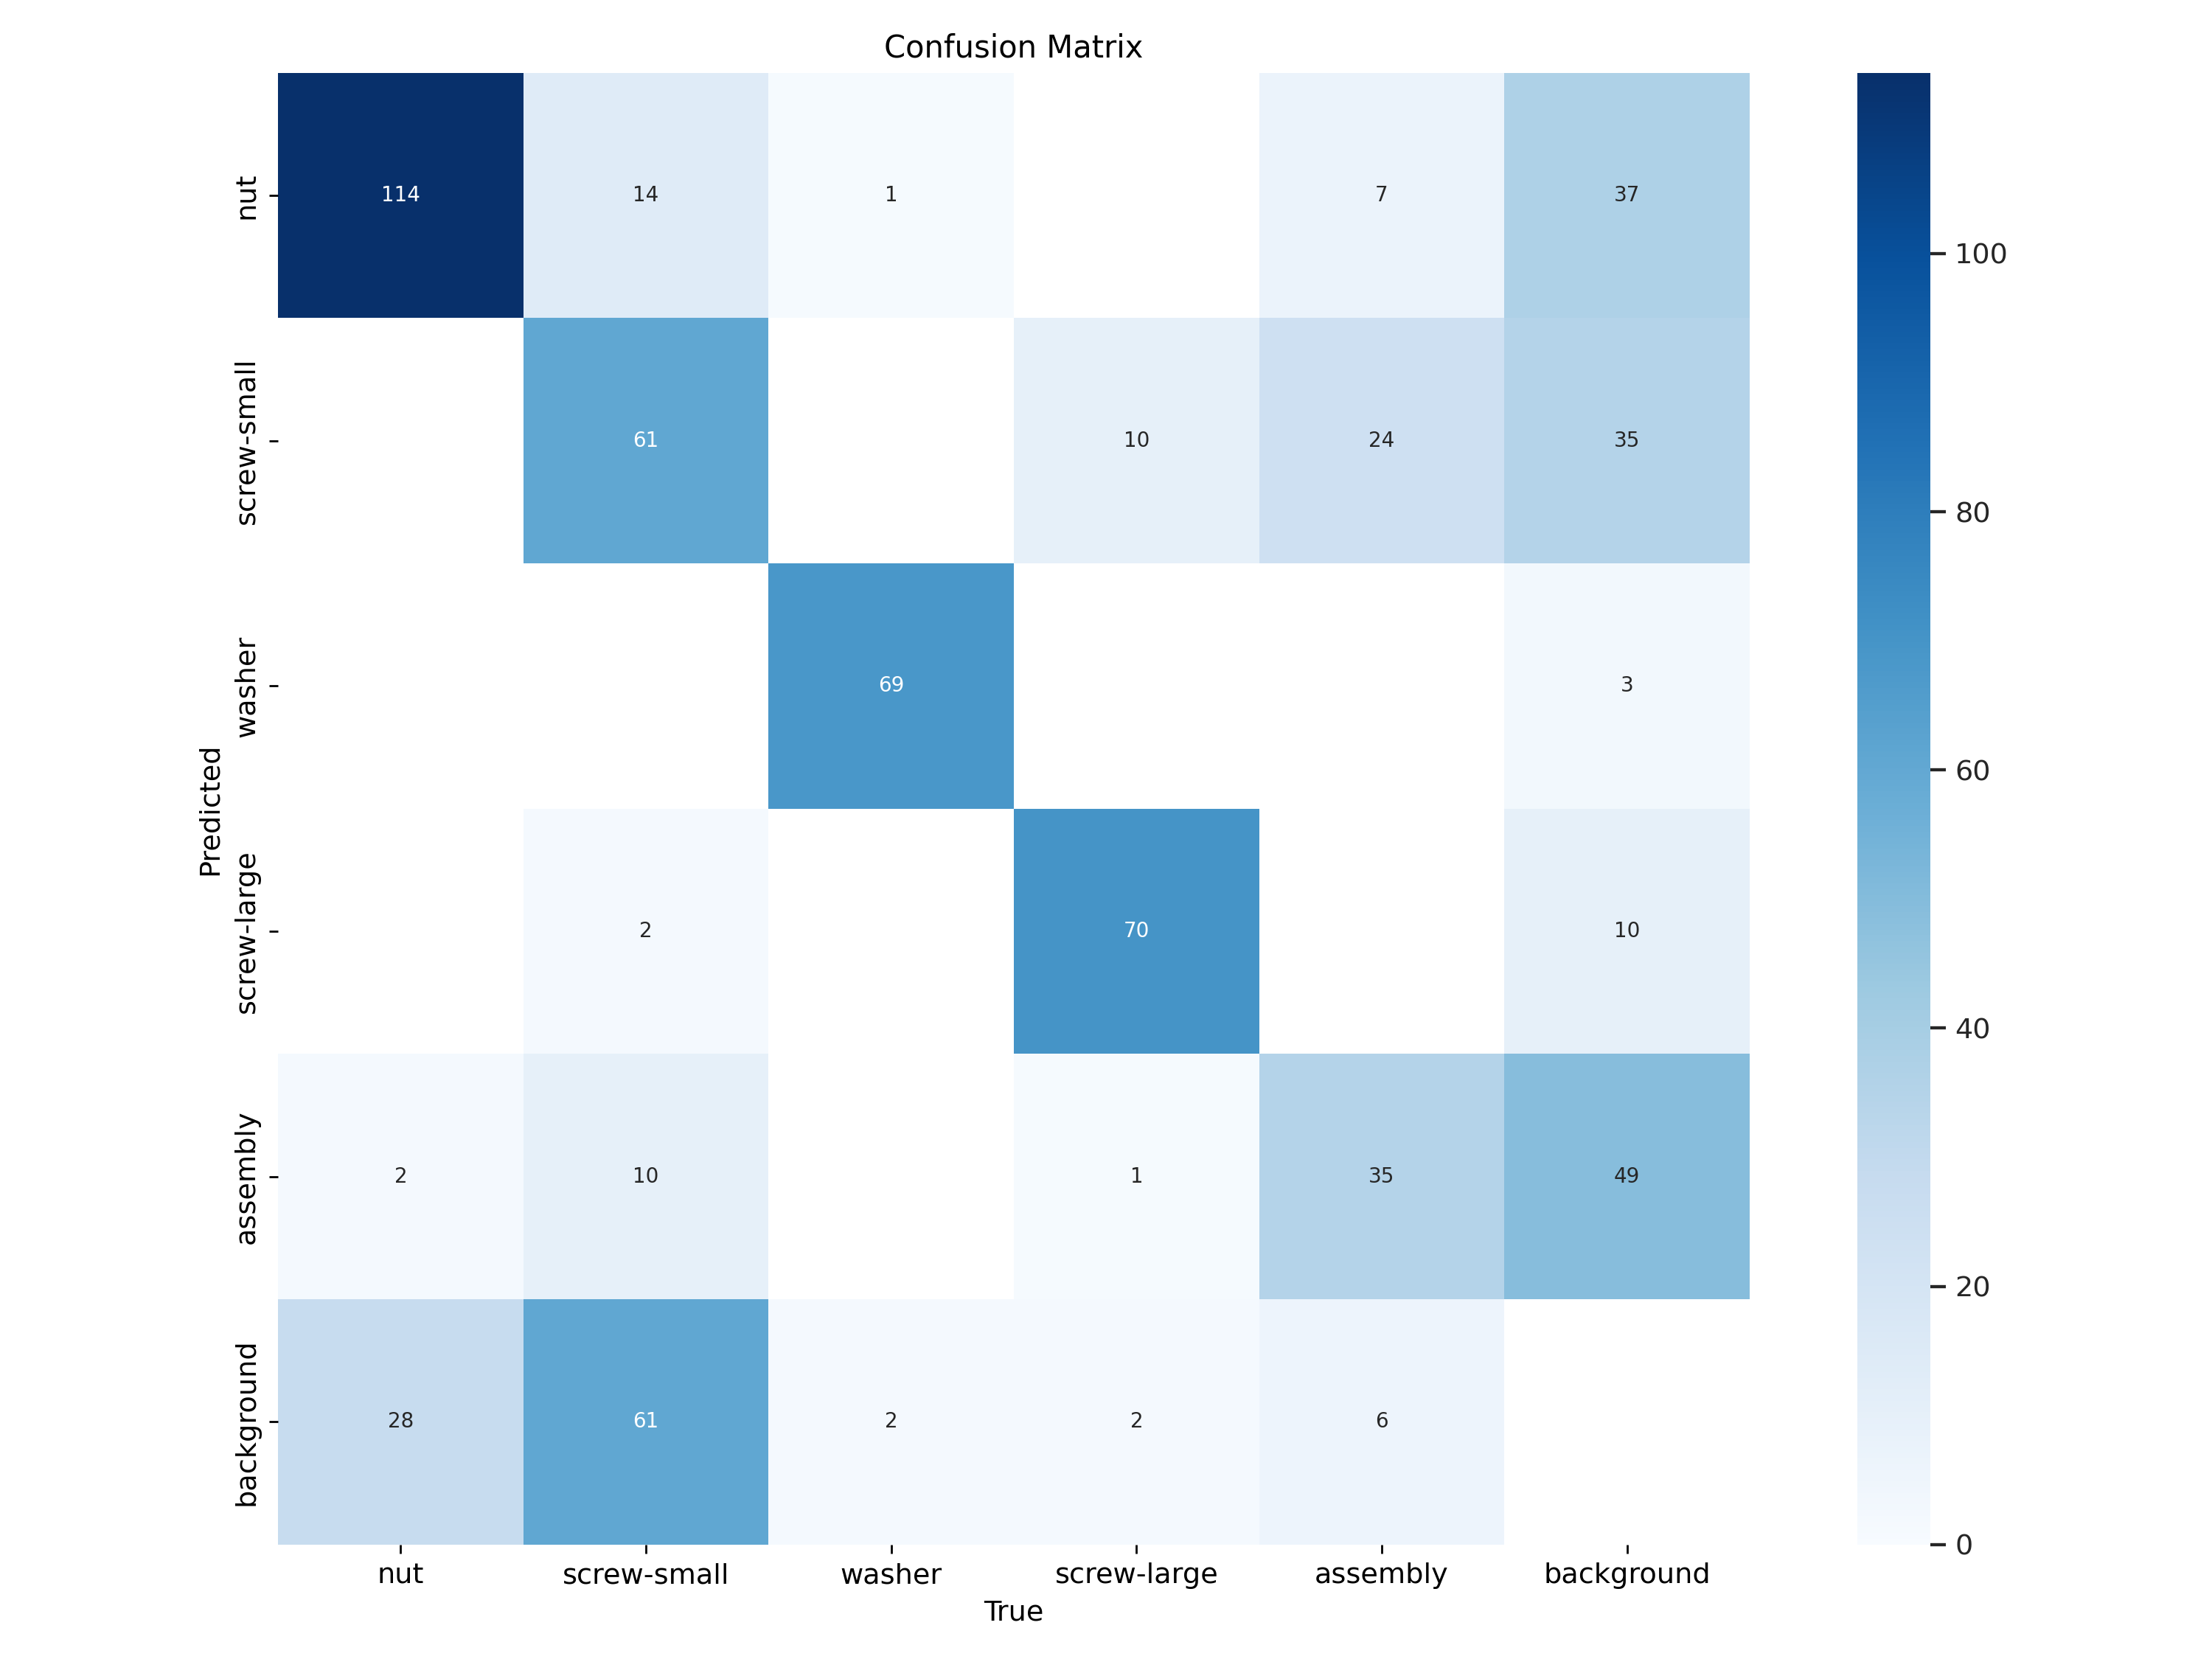 Confusion Matrix
nut 114 14 1 7 37
screw-small 61 10 24 35
washer 69 3
screw-large 2 70 10
assembly 2 10 1 35 49
background 28 61 2 2 6
Predicted
nut screw-small washer screw-large assembly background
True
100
80
60
40
20
0